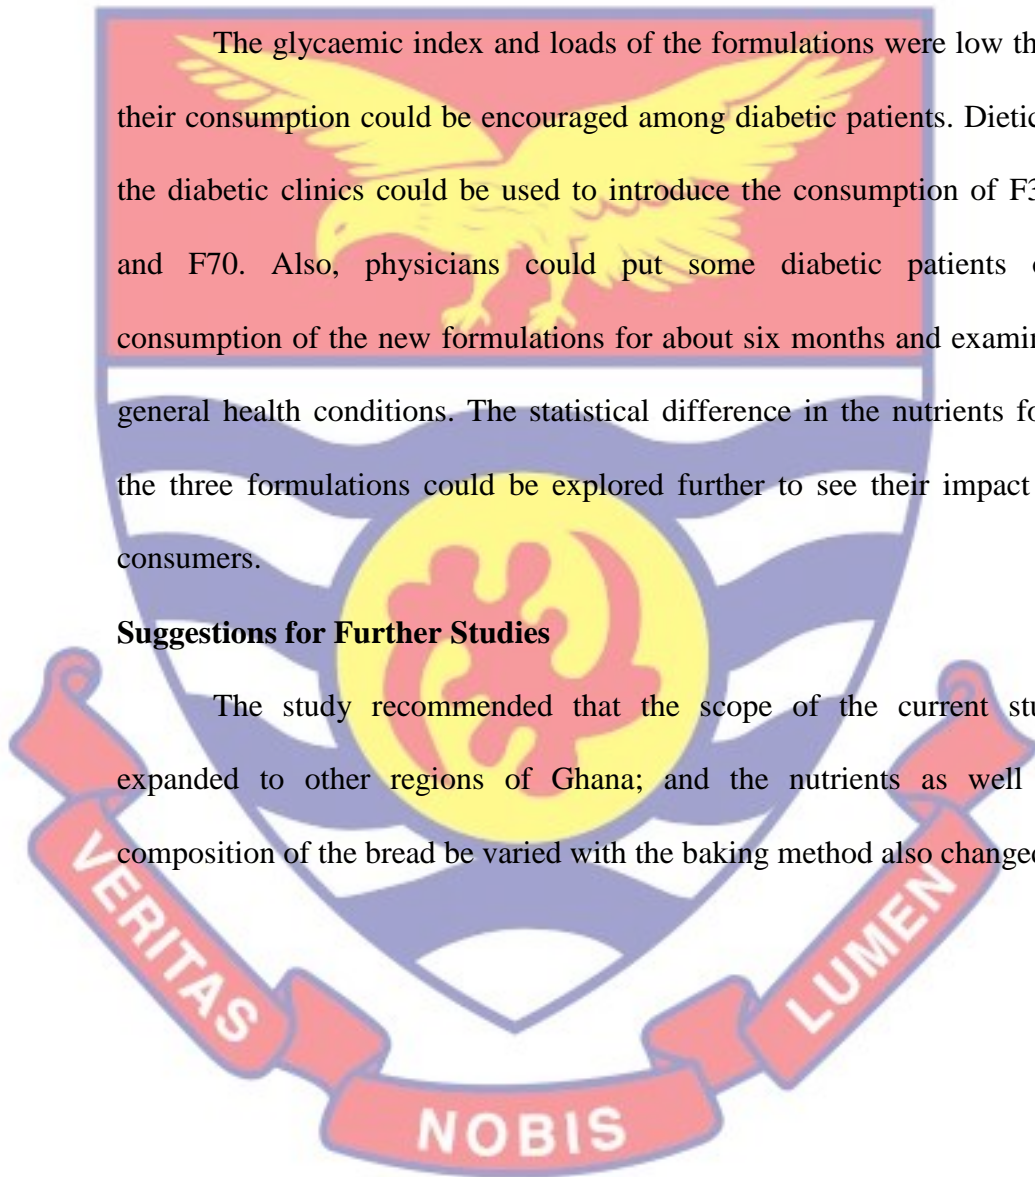 The glycaemic index and loads of the formulations were low th
their consumption could be encouraged among diabetic patients. Dietic
the diabetic clinics could be used to introduce the consumption of F3
and F70. Also, physicians could put some diabetic patients
consumption of the new formulations for about six months and examin
general health conditions. The statistical difference in the nutrients fo
the three formulations could be explored further to see their impact
consumers.
Suggestions for Further Studies
The study recommended that the scope of the current stu
expanded to other regions of Ghana; and the nutrients as well
composition of the bread be varied with the baking method also changed
VERITAS
NOBIS
LUMEN